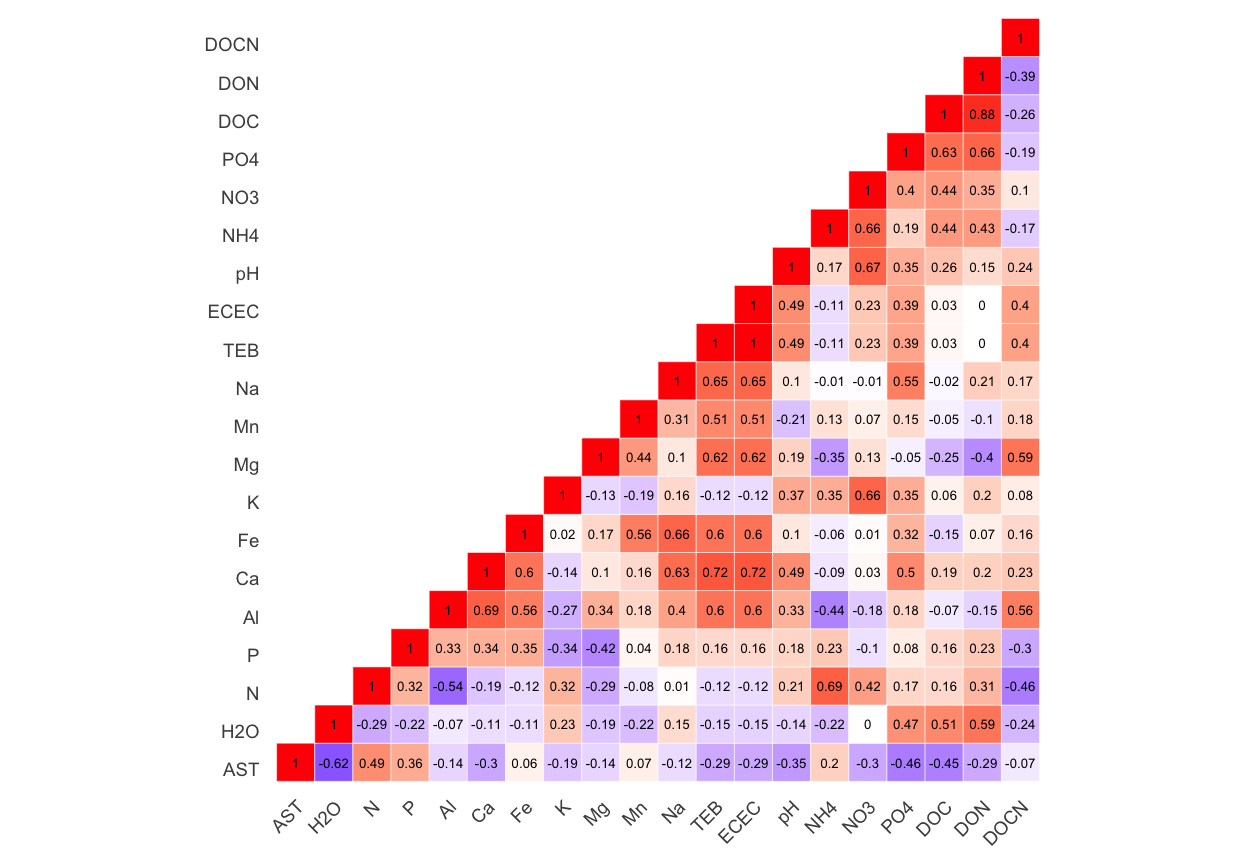 DOCN 1
DON 1 -0.39
DOC 1 0.88 -0.26
PO4 1 0.63 0.66 -0.19
NO3 1 0.4 0.44 0.35 0.1
NH4 1 0.66 0.19 0.44 0.43 -0.17
pH 1 0.17 0.67 0.35 0.26 0.15 0.24
ECEC 1 0.49 -0.11 0.23 0.39 0.03 0 0.4
TEB 1 1 0.49 -0.11 0.23 0.39 0.03 0 0.4
Na 1 0.65 0.65 0.1 -0.01 -0.01 0.55 -0.02 0.21 0.17
Mn 1 0.31 0.51 0.51 -0.21 0.13 0.07 0.15 -0.05 -0.1 0.18
Mg 1 0.44 0.1 0.62 0.62 0.19 -0.35 0.13 -0.05 -0.25 -0.4 0.59
K 1 -0.13 -0.19 0.16 -0.12 -0.12 0.37 0.35 0.66 0.35 0.06 0.2 0.08
Fe 1 0.02 0.17 0.56 0.66 0.6 0.6 0.1 -0.06 0.01 0.32 -0.15 0.07 0.16
Ca 1 0.6 -0.14 0.1 0.16 0.63 0.72 0.72 0.49 -0.09 0.03 0.5 0.19 0.2 0.23
Al 1 0.69 0.56 -0.27 0.34 0.18 0.4 0.6 0.6 0.33 -0.44 -0.18 0.18 -0.07 -0.15 0.56
P 1 0.33 0.34 0.35 -0.34 -0.42 0.04 0.18 0.16 0.16 0.18 0.23 -0.1 0.08 0.16 0.23 -0.3
N 1 0.32 -0.54 -0.19 -0.12 0.32 -0.29 -0.08 0.01 -0.12 -0.12 0.21 0.69 0.42 0.17 0.16 0.31 -0.46
H2O 1 -0.29 -0.22 -0.07 -0.11 -0.11 0.23 -0.19 -0.22 0.15 -0.15 -0.15 -0.14 -0.22 0 0.47 0.51 0.59 -0.24
AST 1 -0.62 0.49 0.36 -0.14 -0.3 0.06 -0.19 -0.14 0.07 -0.12 -0.29 -0.29 -0.35 0.2 -0.3 -0.46 -0.45 -0.29 -0.07
AST H2O N P Al Ca Fe K Mg Mn Na TEB ECEC pH NH4 NO3 PO4 DOC DON DOCN